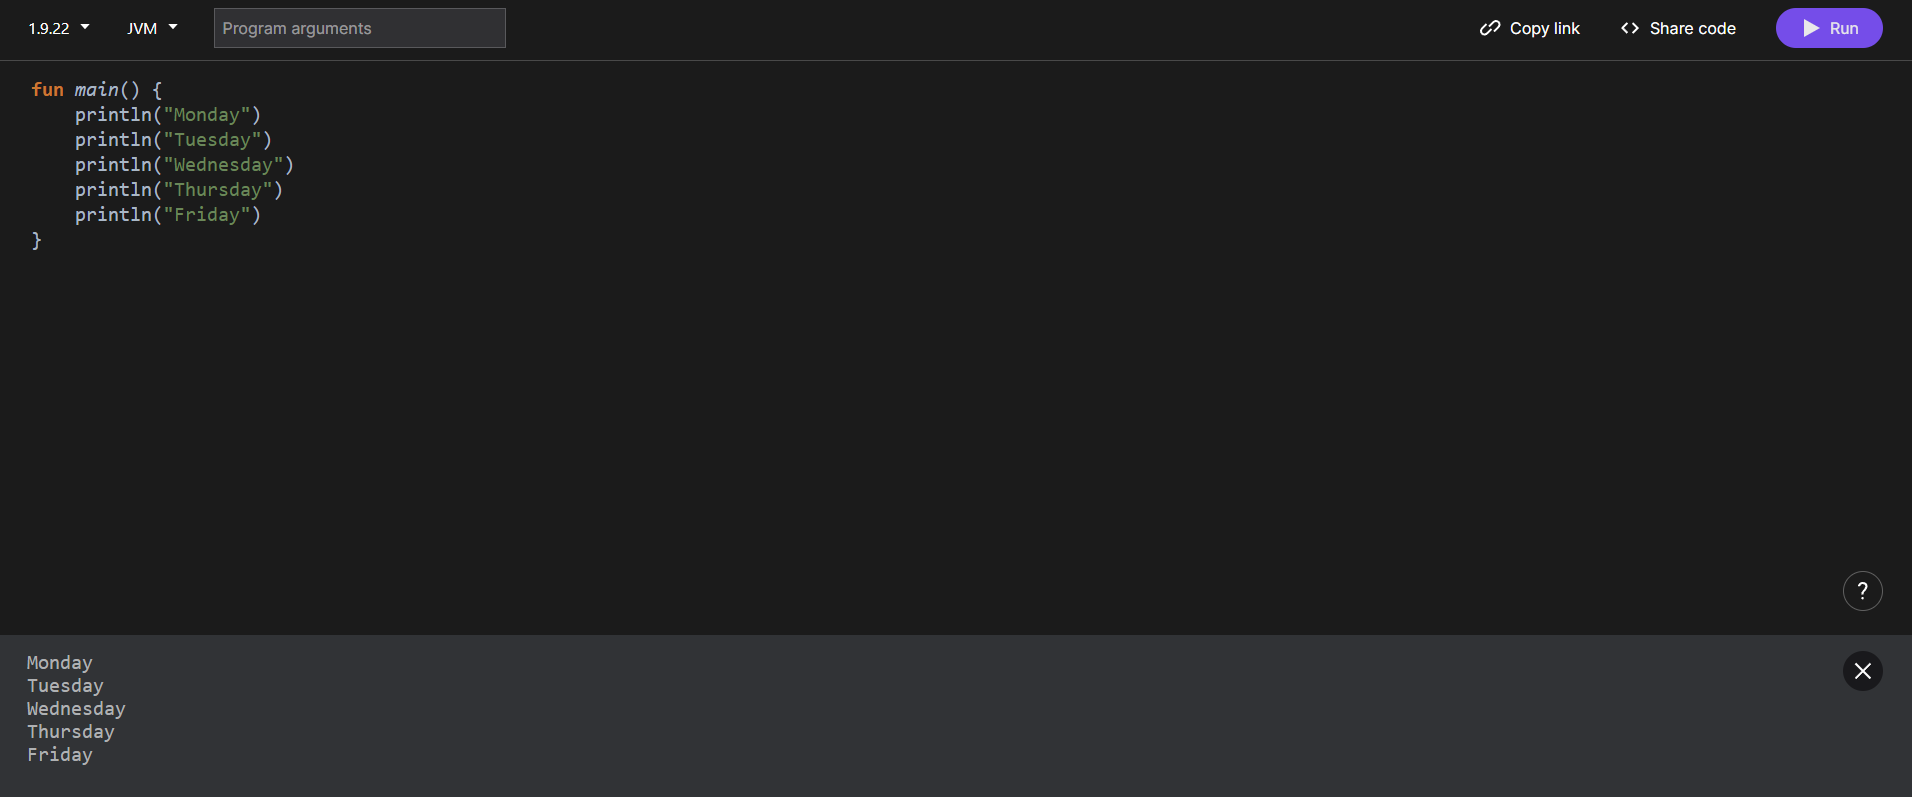 1.9.22 JVM Program arguments Copy link <> Share code Run
fun main() {
    println("Monday")
    println("Tuesday")
    println("Wednesday")
    println("Thursday")
    println("Friday")
}
?
Monday
Tuesday
Wednesday
Thursday
Friday